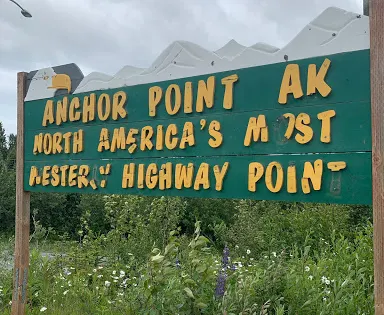 ANCHOR POINT AK
NORTH AMERICA'S MOST
WESTERLY HIGHWAY POINT